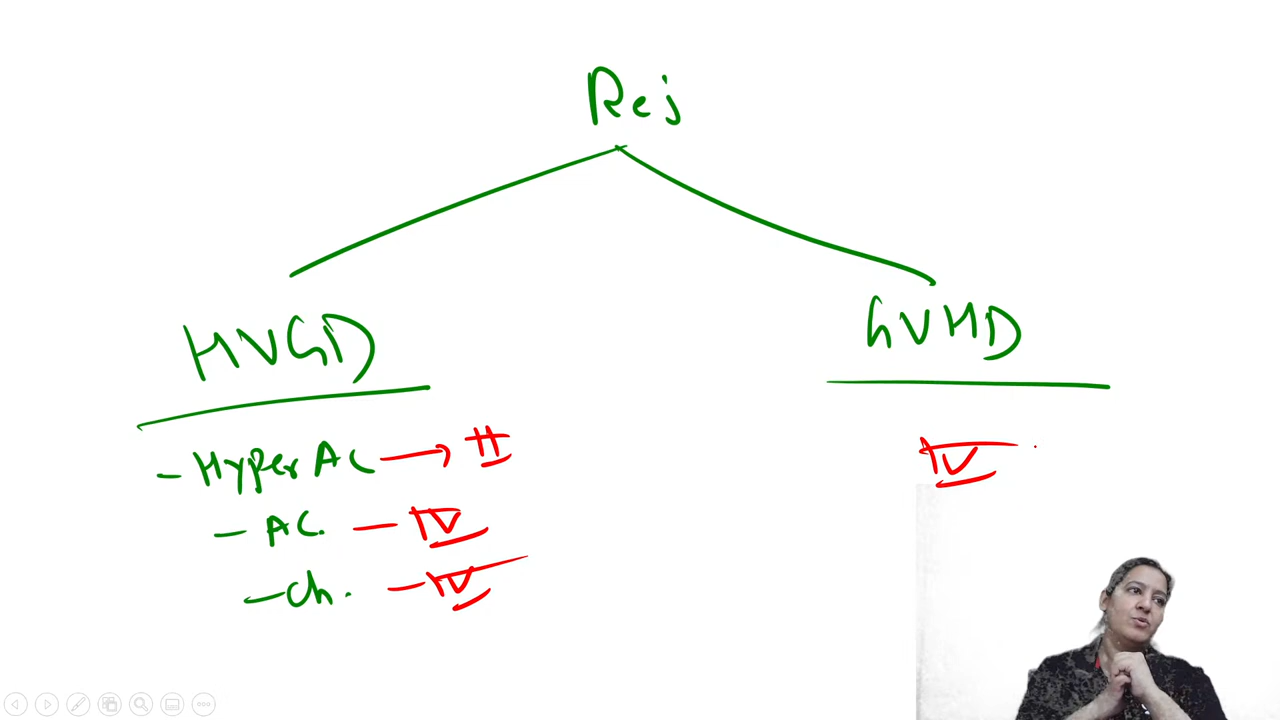 Rej
HVGD
GVHD
- Hyper AC → II
- AC. - IV
- Ch. - IV
IV